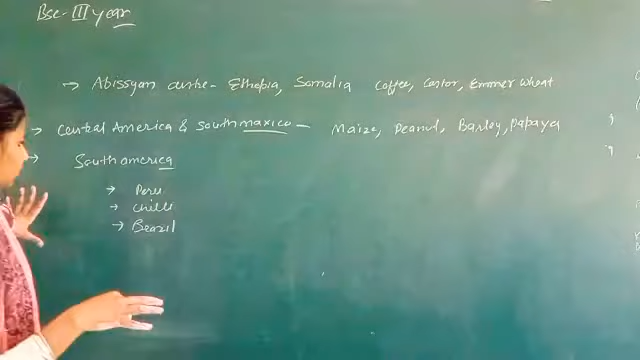 Bsc-III year
→ Abissyan centre - Ethopia, Somalia Coffee, Castor, Emmer wheat
→ Central America & South maxico - Maize, Peanut, Barley, Papaya
→ South america
→ Peru
→ Chille
→ Brazil